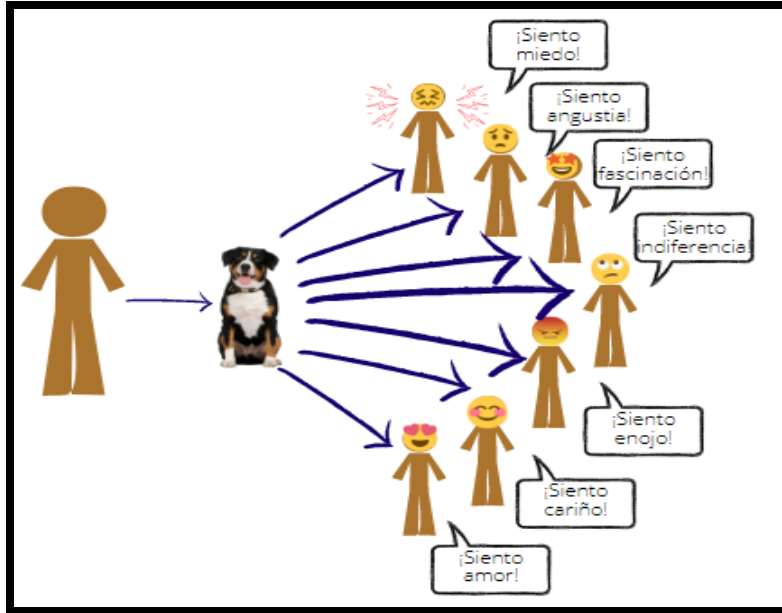 ¡Siento
miedo!
¡Siento
angustia!
¡Siento
fascinación!
¡Siento
indiferencia!
¡Siento
enojo!
¡Siento
cariño!
¡Siento
amor!